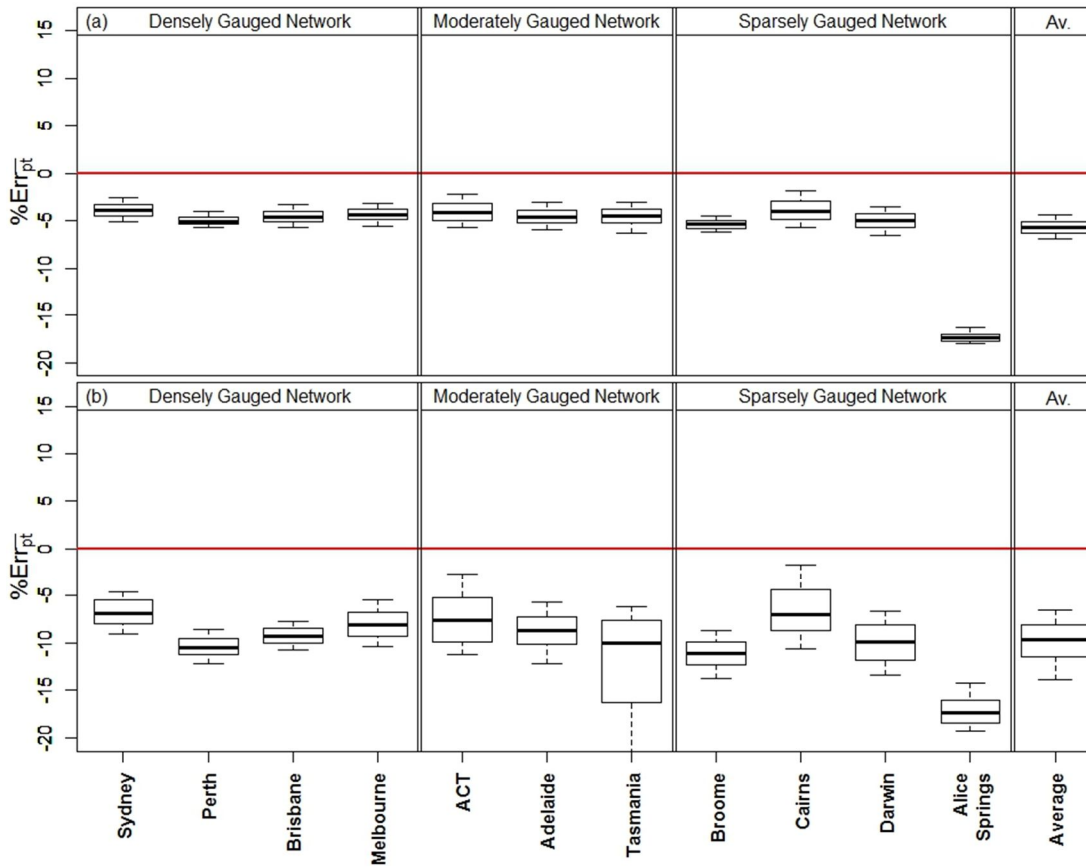 (a) Densely Gauged Network Moderately Gauged Network Sparsely Gauged Network Av.
15
10
5
0
-5
-10
-15
-20
%Err_pt
(b) Densely Gauged Network Moderately Gauged Network Sparsely Gauged Network Av.
15
10
5
0
-5
-10
-15
-20
%Err_pt
Sydney
Perth
Brisbane
Melbourne
ACT
Adelaide
Tasmania
Broome
Cairns
Darwin
Alice
Springs
Average